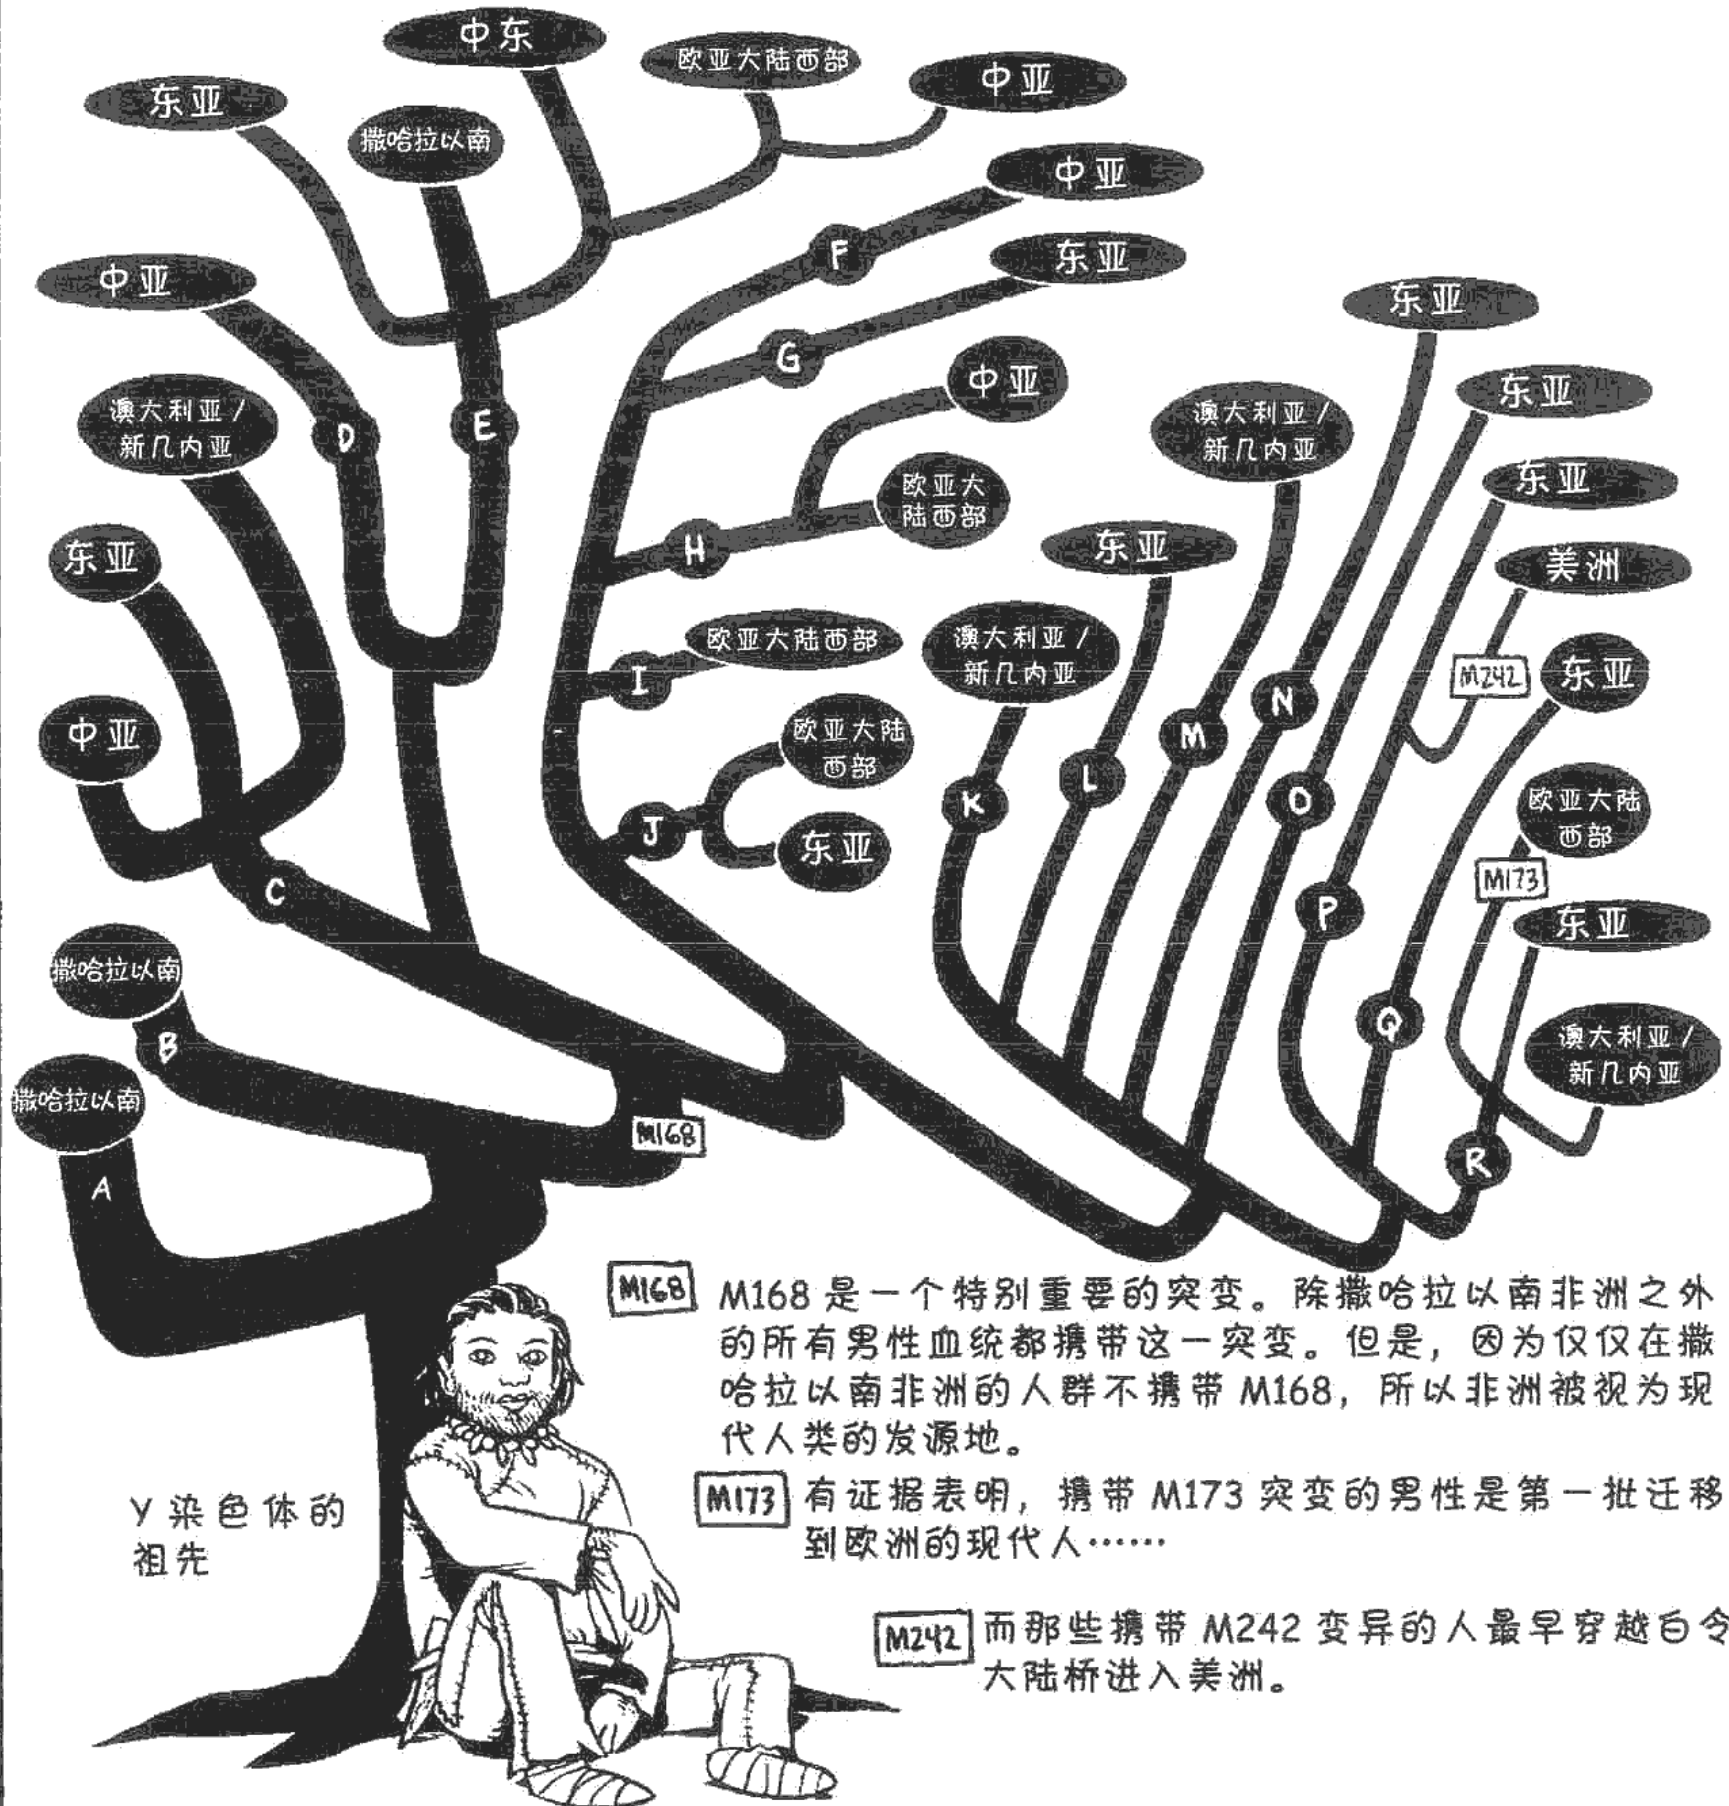 中东
欧亚大陆西部
中亚
东亚
撒哈拉以南
中亚
F
东亚
中亚
G
东亚
中亚
东亚
澳大利亚/
新几内亚
D
E
澳大利亚/
新几内亚
东亚
欧亚大
陆西部
H
东亚
东亚
美洲
澳大利亚/
新几内亚
欧亚大陆西部
I
M242
东亚
中亚
欧亚大陆
西部
N
M
L
K
O
J
东亚
欧亚大陆
西部
M173
C
P
东亚
撒哈拉以南
B
Q
澳大利亚/
新几内亚
撒哈拉以南
M168
R
A
M168 M168 是一个特别重要的突变。除撒哈拉以南非洲之外
的所有男性血统都携带这一突变。但是，因为仅仅在撒
哈拉以南非洲的人群不携带 M168，所以非洲被视为现
代人类的发源地。
M173 有证据表明，携带 M173 突变的男性是第一批迁移
到欧洲的现代人……
Y 染色体的
祖先
M242 而那些携带 M242 变异的人最早穿越白令
大陆桥进入美洲。